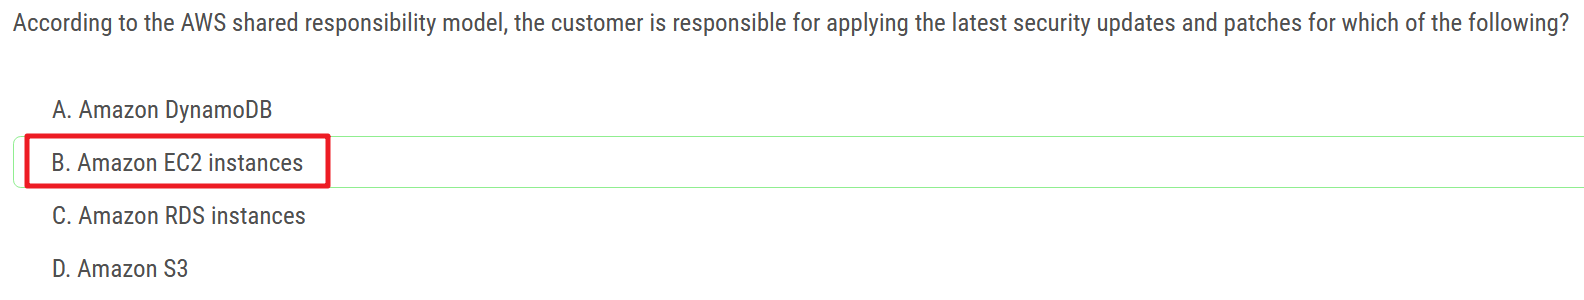 According to the AWS shared responsibility model, the customer is responsible for applying the latest security updates and patches for which of the following?
A. Amazon DynamoDB
B. Amazon EC2 instances
C. Amazon RDS instances
D. Amazon S3